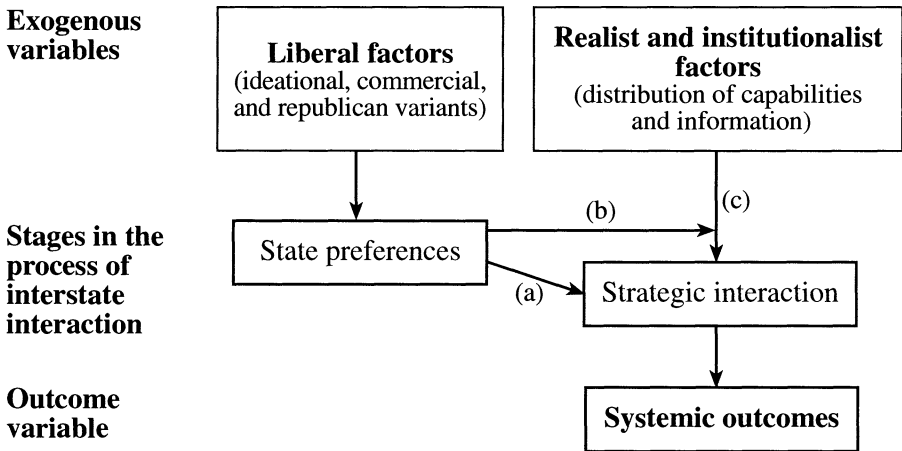 Exogenous
variables
Liberal factors
(ideational, commercial,
and republican variants)
Realist and institutionalist
factors
(distribution of capabilities
and information)
(b)
(c)
Stages in the
process of
interstate
interaction
State preferences
(a)
Strategic interaction
Outcome
variable
Systemic outcomes